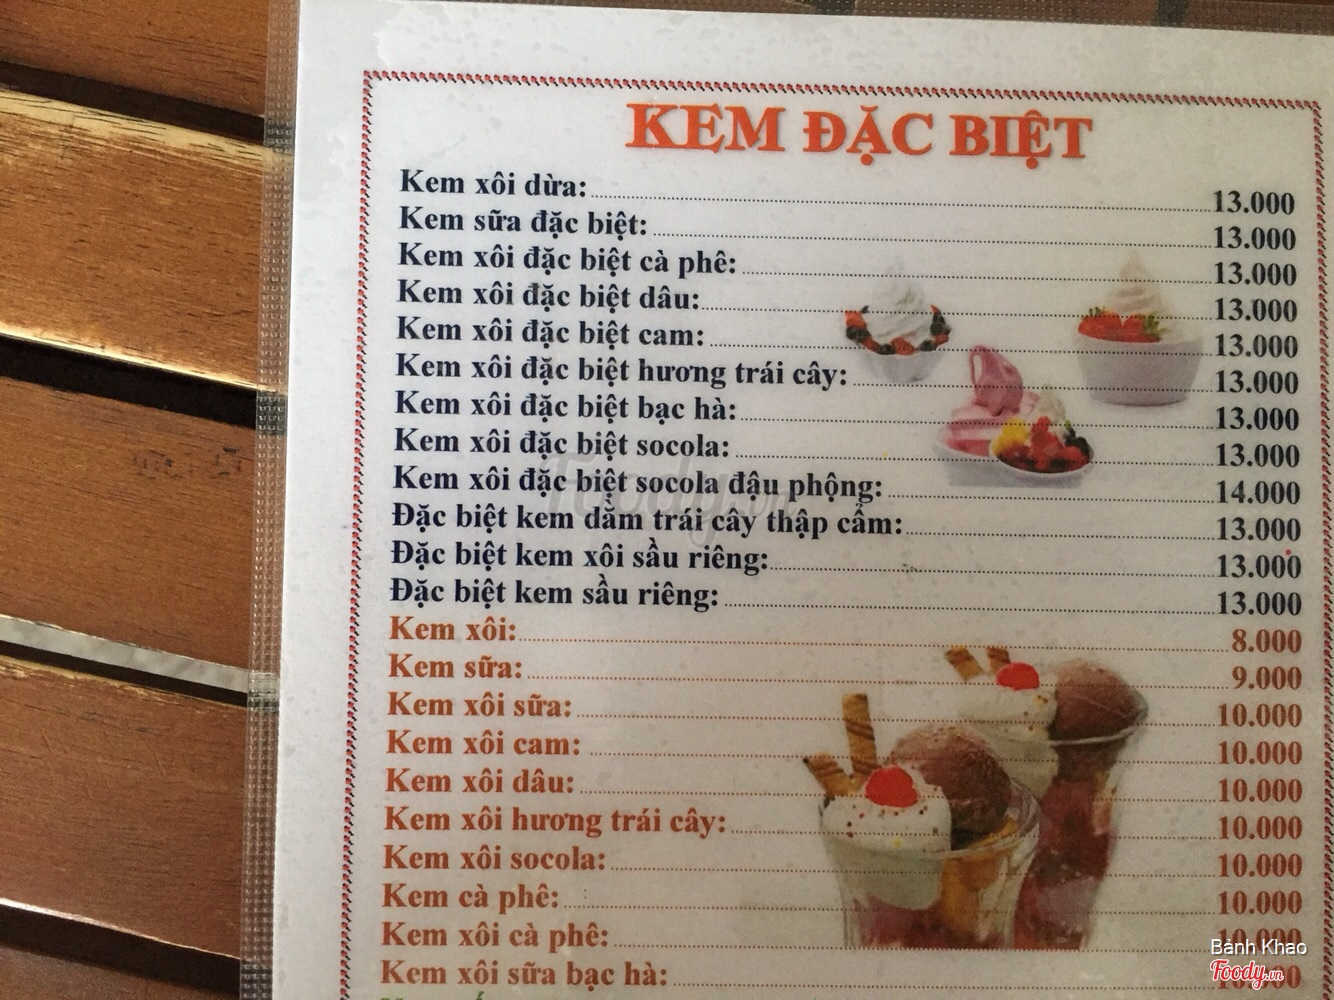 KEM ĐẶC BIỆT
Kem xôi dừa: 13.000
Kem sữa đặc biệt: 13.000
Kem xôi đặc biệt cà phê: 13.000
Kem xôi đặc biệt dâu: 13.000
Kem xôi đặc biệt cam: 13.000
Kem xôi đặc biệt hương trái cây: 13.000
Kem xôi đặc biệt bạc hà: 13.000
Kem xôi đặc biệt socola: 13.000
Kem xôi đặc biệt socola đậu phộng: 14.000
Đặc biệt kem dằm trái cây thập cẩm: 13.000
Đặc biệt kem xôi sầu riêng: 13.000
Đặc biệt kem sầu riêng: 13.000
Kem xôi: 8.000
Kem sữa: 9.000
Kem xôi sữa: 10.000
Kem xôi cam: 10.000
Kem xôi dâu: 10.000
Kem xôi hương trái cây: 10.000
Kem xôi socola: 10.000
Kem cà phê: 10.000
Kem xôi cà phê: 10.000
Kem xôi sữa bạc hà:
Foody.vn
Bảnh Khao
Foody.vn